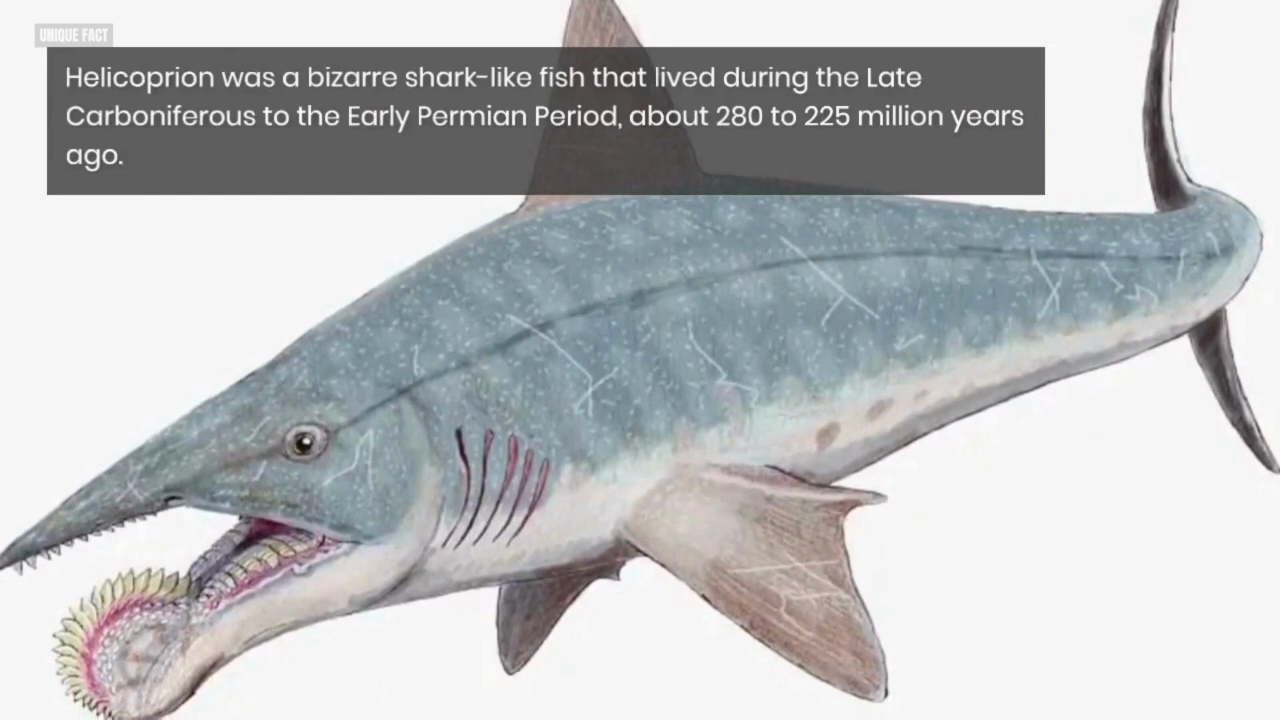 UNIQUE FACT
Helicoprion was a bizarre shark-like fish that lived during the Late
Carboniferous to the Early Permian Period, about 280 to 225 million years
ago.